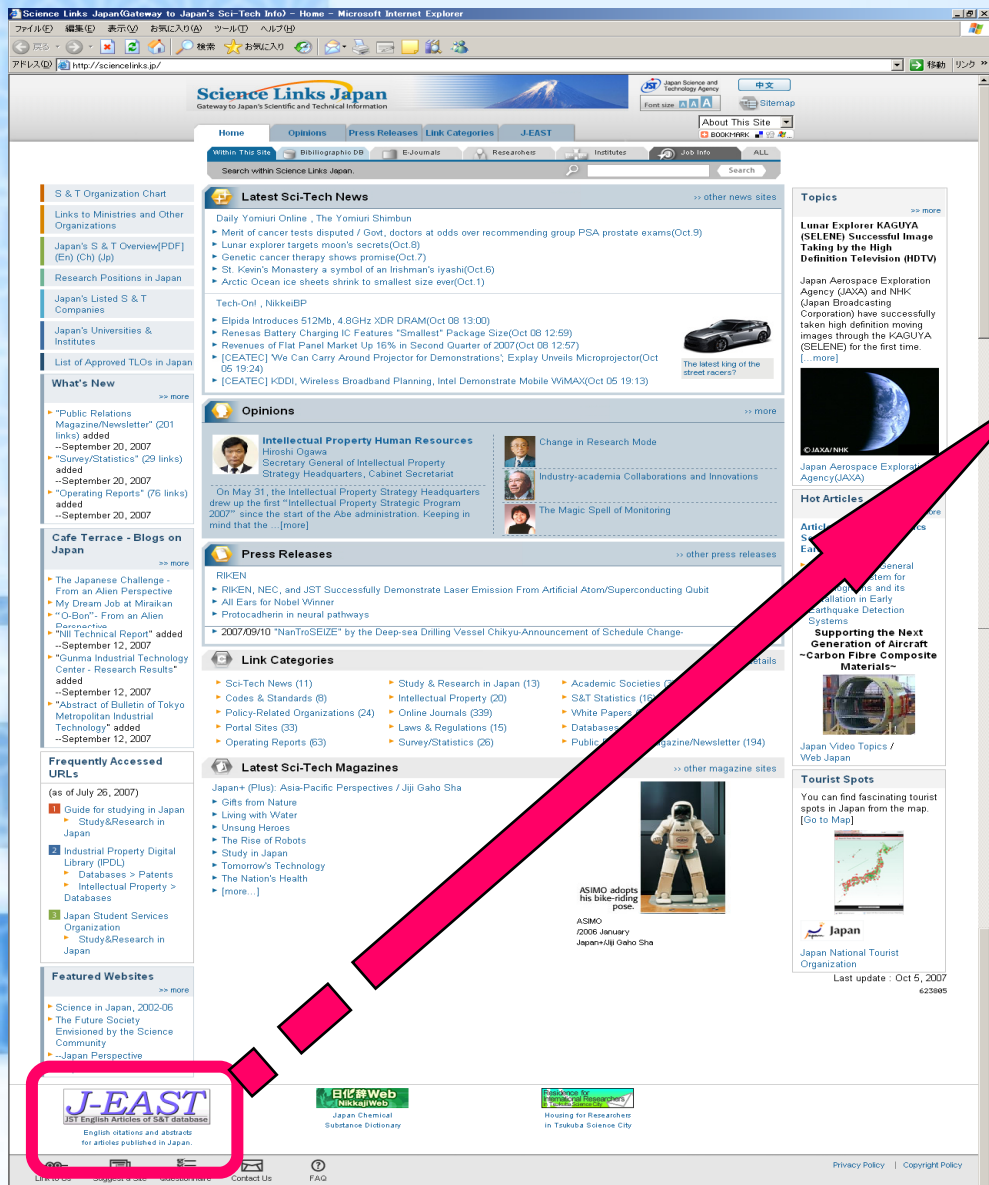 Science Links Japan(Gateway to Japan's Sci-Tech Info) - Home - Microsoft Internet Explorer
ファイル(F) 編集(E) 表示(V) お気に入り(A) ツール(T) ヘルプ(H)
戻る 検索 お気に入り
アドレス(D) http://sciencelinks.jp/ 移動 リンク »
Science Links Japan
Gateway to Japan's Scientific and Technical Information
JST Japan Science and Technology Agency
中文
Font size A A A
Sitemap
About This Site
BOOKMARK
Home Opinions Press Releases Link Categories J-EAST
Within This Site Bibiliographic DB E-Journals Researchers Institutes Job Info ALL
Search within Science Links Japan. Search
S & T Organization Chart
Links to Ministries and Other
Organizations
Japan's S & T Overview[PDF]
(En) (Ch) (Jp)
Research Positions in Japan
Japan's Listed S & T
Companies
Japan's Universities &
Institutes
List of Approved TLOs in Japan
What's New
>> more
"Public Relations
Magazine/Newsletter" (201
links) added
--September 20, 2007
"Survey/Statistics" (29 links)
added
--September 20, 2007
"Operating Reports" (76 links)
added
--September 20, 2007
Cafe Terrace - Blogs on
Japan
>> more
The Japanese Challenge -
From an Alien Perspective
My Dream Job at Miraikan
"O-Bon"- From an Alien
Perspective
"NII Technical Report" added
--September 12, 2007
"Gunma Industrial Technology
Center - Research Results"
added
--September 12, 2007
"Abstract of Bulletin of Tokyo
Metropolitan Industrial
Technology" added
--September 12, 2007
Frequently Accessed
URLs
(as of July 26, 2007)
1 Guide for studying in Japan
Study&Research in
Japan
2 Industrial Property Digital
Library (IPDL)
Databases > Patents
Intellectual Property >
Databases
3 Japan Student Services
Organization
Study&Research in
Japan
Featured Websites
>> more
Science in Japan, 2002-06
The Future Society
Envisioned by the Science
Community
--Japan Perspective
Latest Sci-Tech News
>> other news sites
Daily Yomiuri Online , The Yomiuri Shimbun
Merit of cancer tests disputed / Govt, doctors at odds over recommending group PSA prostate exams(Oct.9)
Lunar explorer targets moon's secrets(Oct.8)
Genetic cancer therapy shows promise(Oct.7)
St. Kevin's Monastery a symbol of an Irishman's iyashi(Oct.6)
Arctic Ocean ice sheets shrink to smallest size ever(Oct.1)
Tech-On! , NikkeiBP
Elpida Introduces 512Mb, 4.8GHz XDR DRAM(Oct 08 13:00)
Renesas Battery Charging IC Features "Smallest" Package Size(Oct 08 12:59)
Revenues of Flat Panel Market Up 16% in Second Quarter of 2007(Oct 08 12:57)
[CEATEC] 'We Can Carry Around Projector for Demonstrations'; Explay Unveils Microprojector(Oct
05 19:24)
[CEATEC] KDDI, Wireless Broadband Planning, Intel Demonstrate Mobile WiMAX(Oct 05 19:13)
The latest king of the
street racers?
Opinions
>> more
Intellectual Property Human Resources
Hiroshi Ogawa
Secretary General of Intellectual Property
Strategy Headquarters, Cabinet Secretariat
On May 31, the Intellectual Property Strategy Headquarters
drew up the first "Intellectual Property Strategic Program
2007" since the start of the Abe administration. Keeping in
mind that the ...[more]
Change in Research Mode
Industry-academia Collaborations and Innovations
The Magic Spell of Monitoring
Press Releases
>> other press releases
RIKEN
RIKEN, NEC, and JST Successfully Demonstrate Laser Emission From Artificial Atom/Superconducting Qubit
All Ears for Nobel Winner
Protocadherin in neural pathways
2007/09/10 "NanTroSEIZE" by the Deep-sea Drilling Vessel Chikyu-Announcement of Schedule Change-
Link Categories
Sci-Tech News (11)
Codes & Standards (8)
Policy-Related Organizations (24)
Portal Sites (33)
Operating Reports (63)
Study & Research in Japan (13)
Intellectual Property (20)
Online Journals (339)
Laws & Regulations (15)
Survey/Statistics (26)
Academic Societies
S&T Statistics
White Papers
Databases
Public Magazine/Newsletter (194)
Latest Sci-Tech Magazines
>> other magazine sites
Japan+ (Plus): Asia-Pacific Perspectives / Jiji Gaho Sha
Gifts from Nature
Living with Water
Unsung Heroes
The Rise of Robots
Study in Japan
Tomorrow's Technology
The Nation's Health
[more...]
ASIMO adopts
his bike-riding
pose.
ASIMO
/2006 January
Japan+/Jiji Gaho Sha
Topics
>> more
Lunar Explorer KAGUYA
(SELENE) Successful Image
Taking by the High
Definition Television (HDTV)
Japan Aerospace Exploration
Agency (JAXA) and NHK
(Japan Broadcasting
Corporation) have successfully
taken high definition moving
images through the KAGUYA
(SELENE) for the first time.
[...more]
©JAXA/NHK
Japan Aerospace
Agency(JAXA)
Hot Articles
General
for
and its
in Early
Earthquake Detection
Systems
Supporting the Next
Generation of Aircraft
~Carbon Fibre Composite
Materials~
Japan Video Topics /
Web Japan
Tourist Spots
You can find fascinating tourist
spots in Japan from the map.
[Go to Map]
Japan
Japan National Tourist
Organization
Last update : Oct 5, 2007
623805
J-EAST
JST English Articles of S&T database
English citations and abstracts
for articles published in Japan.
日化辞Web
NikkajiWeb
Japan Chemical
Substance Dictionary
Residence for
International Researchers
in Tsukuba Science City
Housing for Researchers
in Tsukuba Science City
Link to Us Suggest a Site Questionnaire Contact Us FAQ
Privacy Policy | Copyright Policy